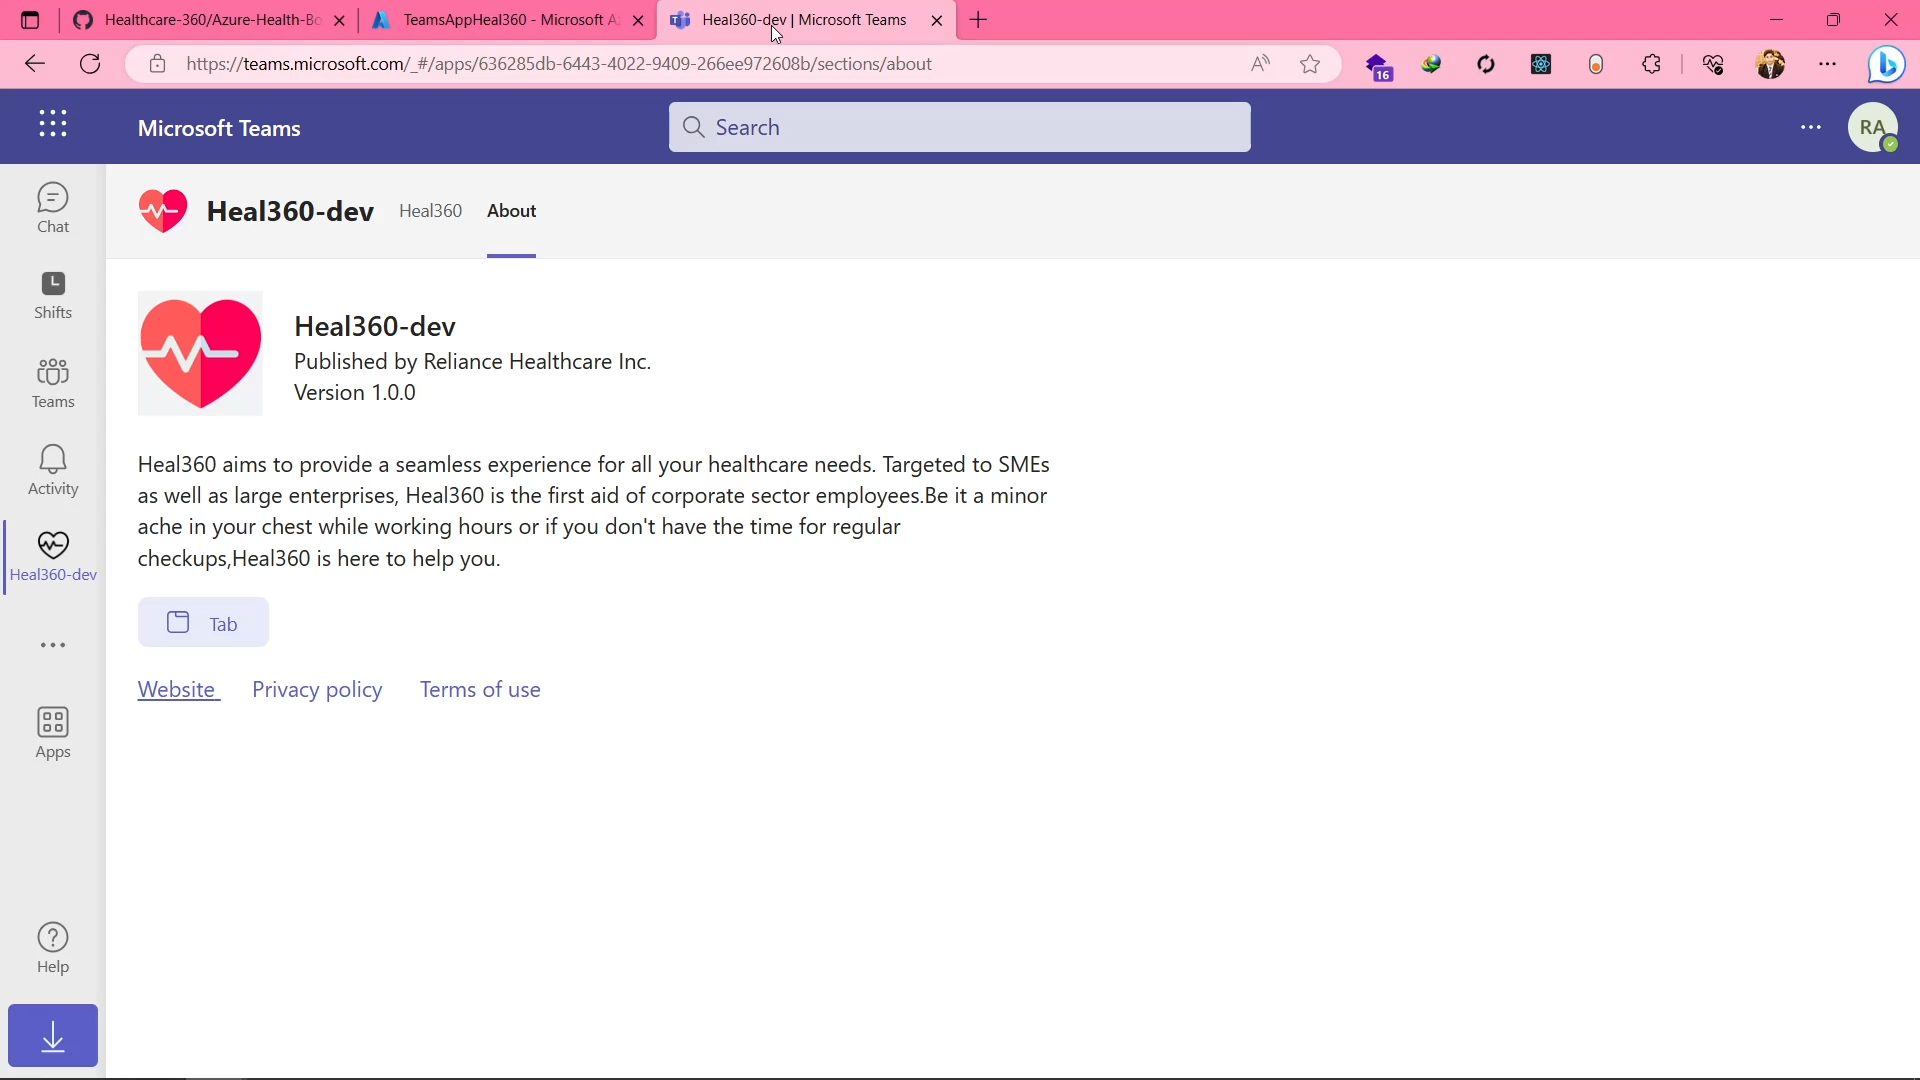 Healthcare-360/Azure-Health-Bo
TeamsAppHeal360 - Microsoft A
Heal360-dev | Microsoft Teams
https://teams.microsoft.com/_#/apps/636285db-6443-4022-9409-266ee972608b/sections/about
16
Microsoft Teams
Search
RA
Chat
Shifts
Teams
Activity
Heal360-dev
Apps
Help
Heal360-dev
Heal360
About
Heal360-dev
Published by Reliance Healthcare Inc.
Version 1.0.0
Heal360 aims to provide a seamless experience for all your healthcare needs. Targeted to SMEs
as well as large enterprises, Heal360 is the first aid of corporate sector employees.Be it a minor
ache in your chest while working hours or if you don't have the time for regular
checkups,Heal360 is here to help you.
Tab
Website
Privacy policy
Terms of use